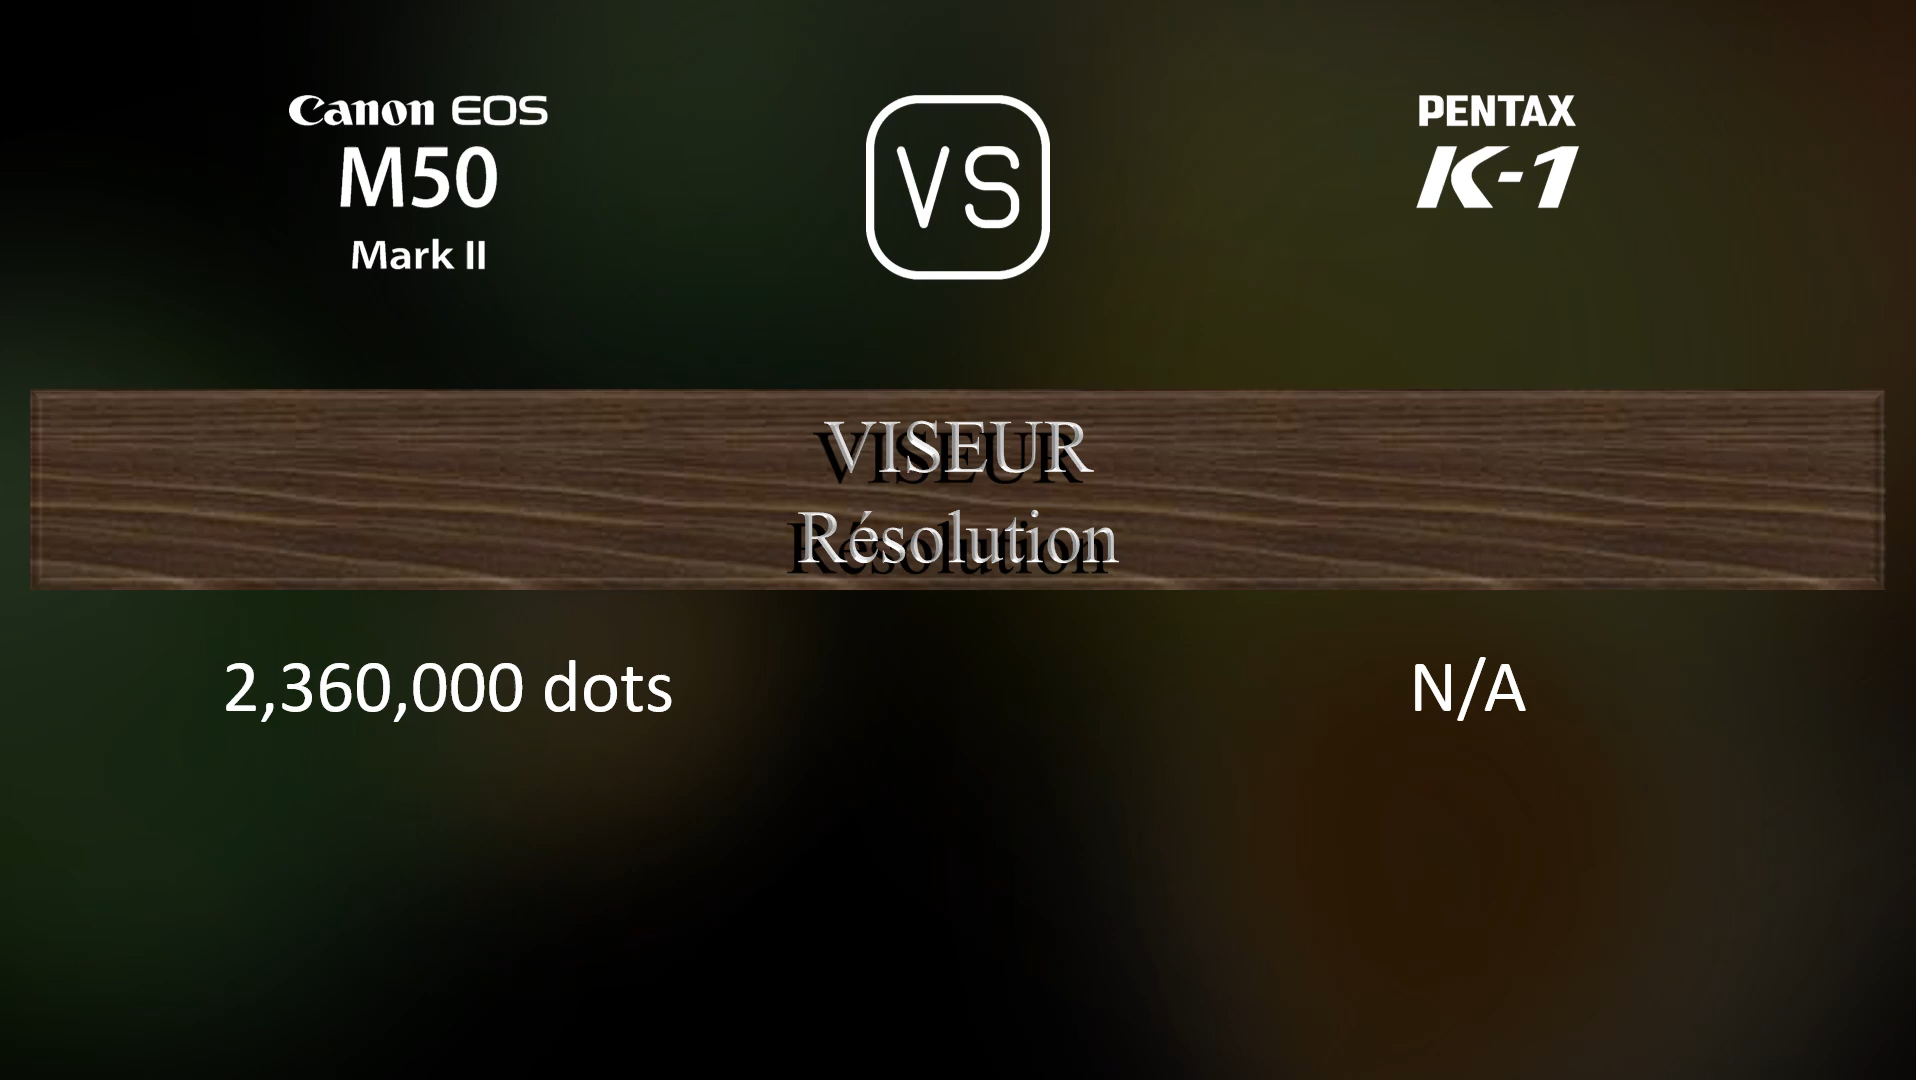 Canon EOS
M50
Mark II
VS
PENTAX
K-1
VISEUR
Résolution
2,360,000 dots
N/A